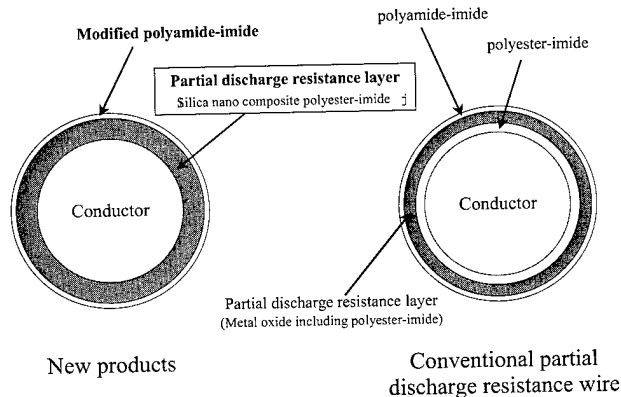 Modified polyamide-imide
Partial discharge resistance layer
Silica nano composite polyester-imide j
Conductor
New products
polyamide-imide
polyester-imide
Conductor
Partial discharge resistance layer
(Metal oxide including polyester-imide)
Conventional partial
discharge resistance wire